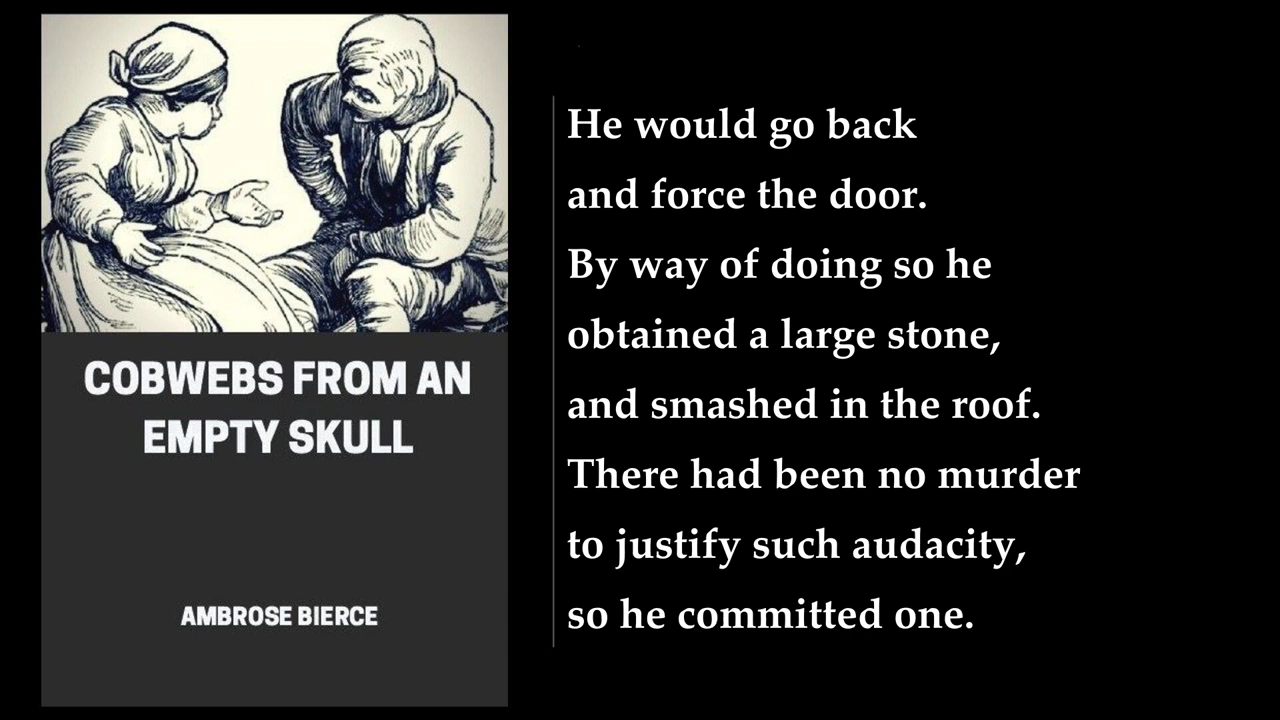 COBWEBS FROM AN
EMPTY SKULL
AMBROSE BIERCE
He would go back
and force the door.
By way of doing so he
obtained a large stone,
and smashed in the roof.
There had been no murder
to justify such audacity,
so he committed one.